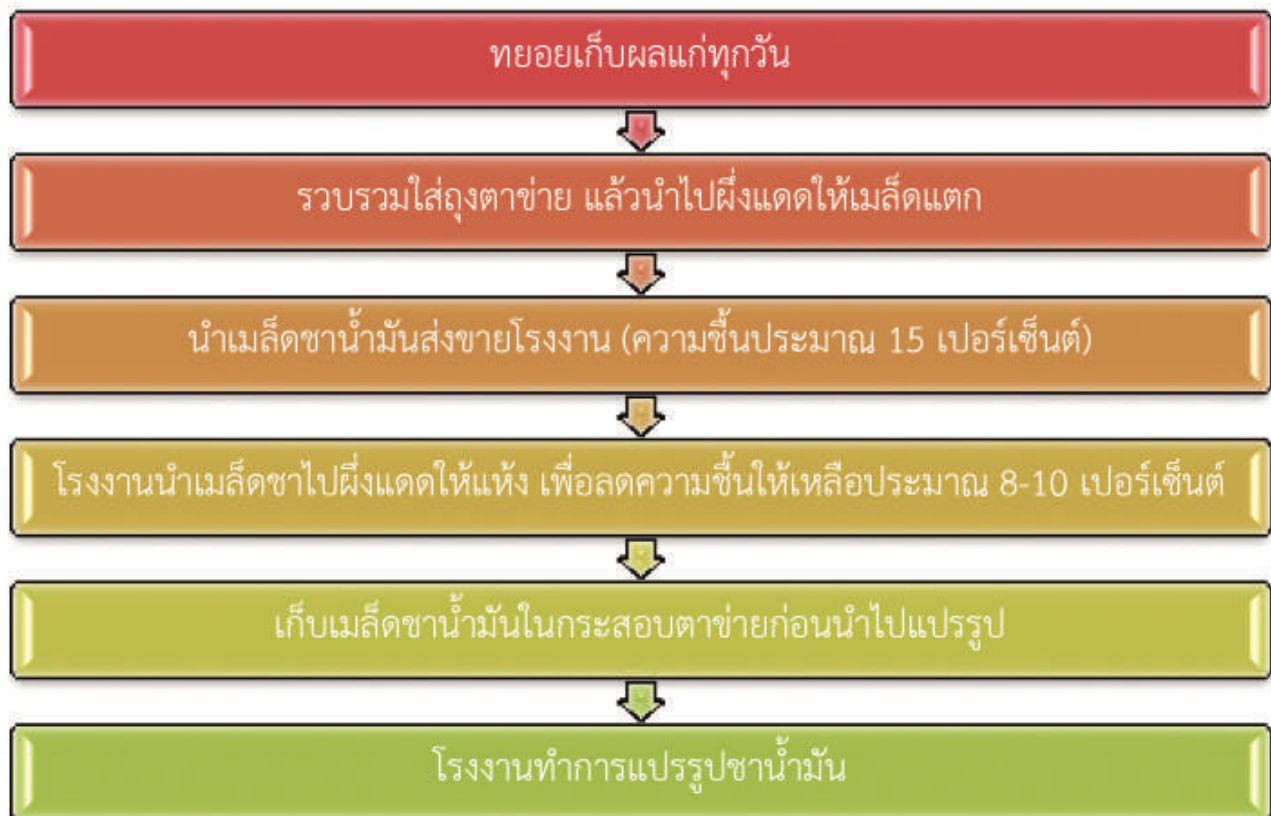 ทยอยเก็บผลแก่ทุกวัน
รวบรวมใส่ถุงตาข่าย แล้วนำไปผึ่งแดดให้เมล็ดแตก
นำเมล็ดชาน้ำมันส่งขายโรงงาน (ความชื้นประมาณ 15 เปอร์เซ็นต์)
โรงงานนำเมล็ดชาไปผึ่งแดดให้แห้ง เพื่อลดความชื้นให้เหลือประมาณ 8-10 เปอร์เซ็นต์
เก็บเมล็ดชาน้ำมันในกระสอบตาข่ายก่อนนำไปแปรรูป
โรงงานทำการแปรรูปชาน้ำมัน